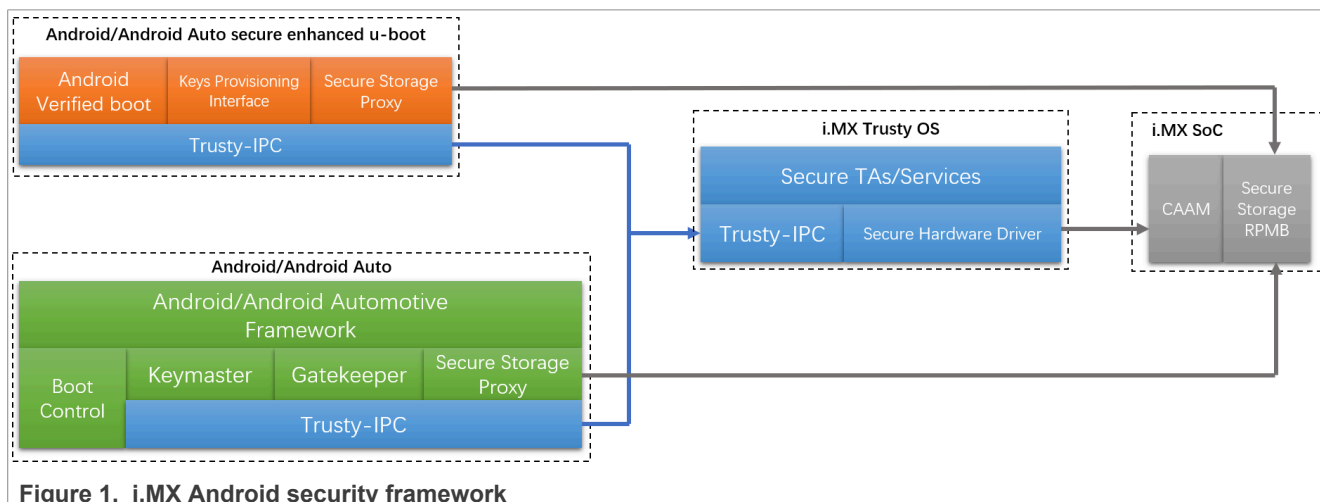 Android/Android Auto secure enhanced u-boot
Android
Verified boot
Keys Provisioning
Interface
Secure Storage
Proxy
Trusty-IPC
i.MX Trusty OS
Secure TAs/Services
Trusty-IPC
Secure Hardware Driver
i.MX SoC
CAAM
Secure
Storage
RPMB
Android/Android Auto
Android/Android Automotive
Framework
Boot
Control
Keymaster
Gatekeeper
Secure Storage
Proxy
Trusty-IPC
Figure 1. i.MX Android security framework